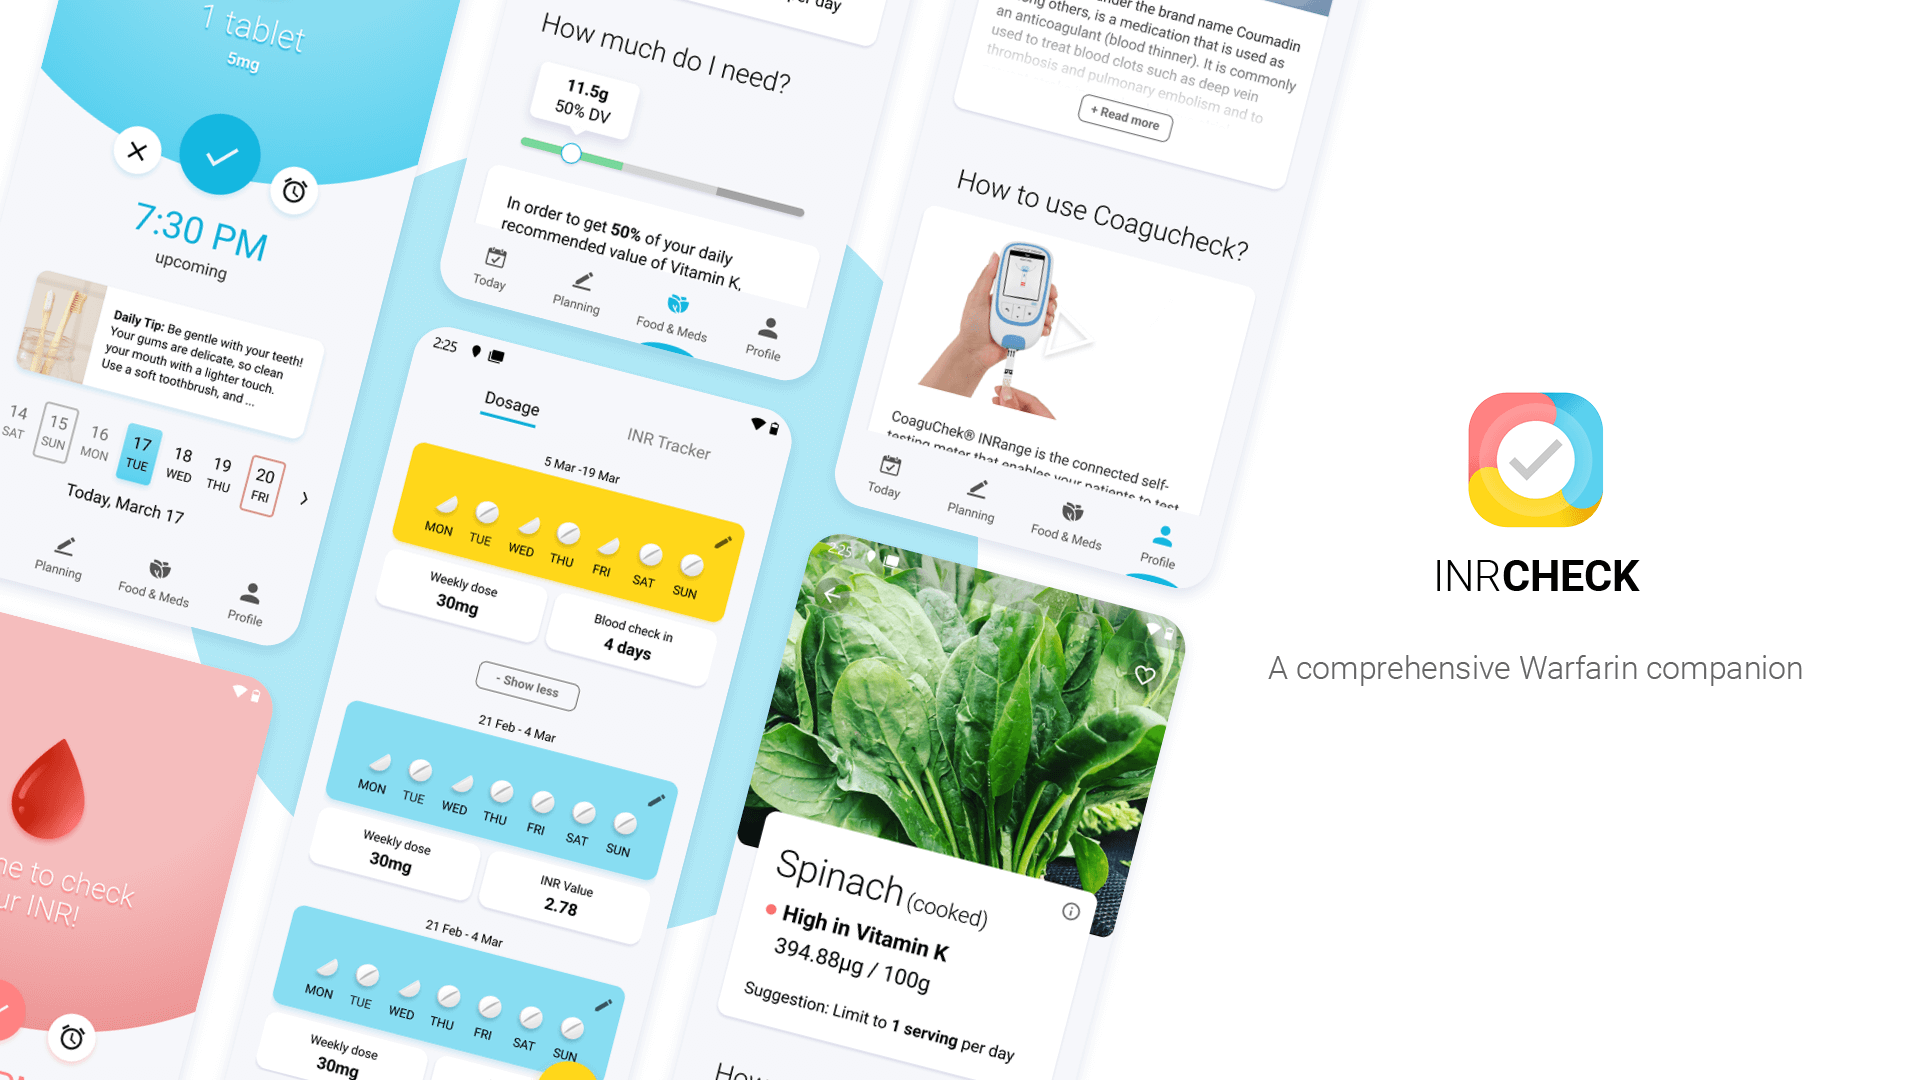 1 tablet
5mg
7:30 PM
upcoming
Daily Tip: Be gentle with your teeth!
Your gums are delicate, so clean
your mouth with a lighter touch.
Use a soft toothbrush, and ...
14 15 16 17 18 19 20
SAT SUN MON TUE WED THU FRI
Today, March 17
Planning
Food & Meds
Profile
to check
INR!
per day
How much do I need?
11.5g
50% DV
In order to get 50% of your daily
recommended value of Vitamin K,
Today
Planning
Food & Meds
Profile
2:25
Dosage
INR Tracker
5 Mar -19 Mar
MON TUE WED THU FRI SAT SUN
Weekly dose
30mg
Blood check in
4 days
- Show less
21 Feb - 4 Mar
MON TUE WED THU FRI SAT SUN
Weekly dose
30mg
INR Value
2.78
21 Feb - 4 Mar
MON TUE WED THU FRI SAT SUN
Weekly dose
30mg
the brand name Coumadin
others, is a medication that is used as
an anticoagulant (blood thinner). It is commonly
used to treat blood clots such as deep vein
thrombosis and pulmonary embolism and to
+ Read more
How to use Coagucheck?
CoaguChek® INRange is the connected self-
testing meter that enables your patients to test
Today
Planning
Food & Meds
Profile
2:25
Spinach (cooked)
High in Vitamin K
394.88µg / 100g
Suggestion: Limit to 1 serving per day
How
INRCHECK
A comprehensive Warfarin companion